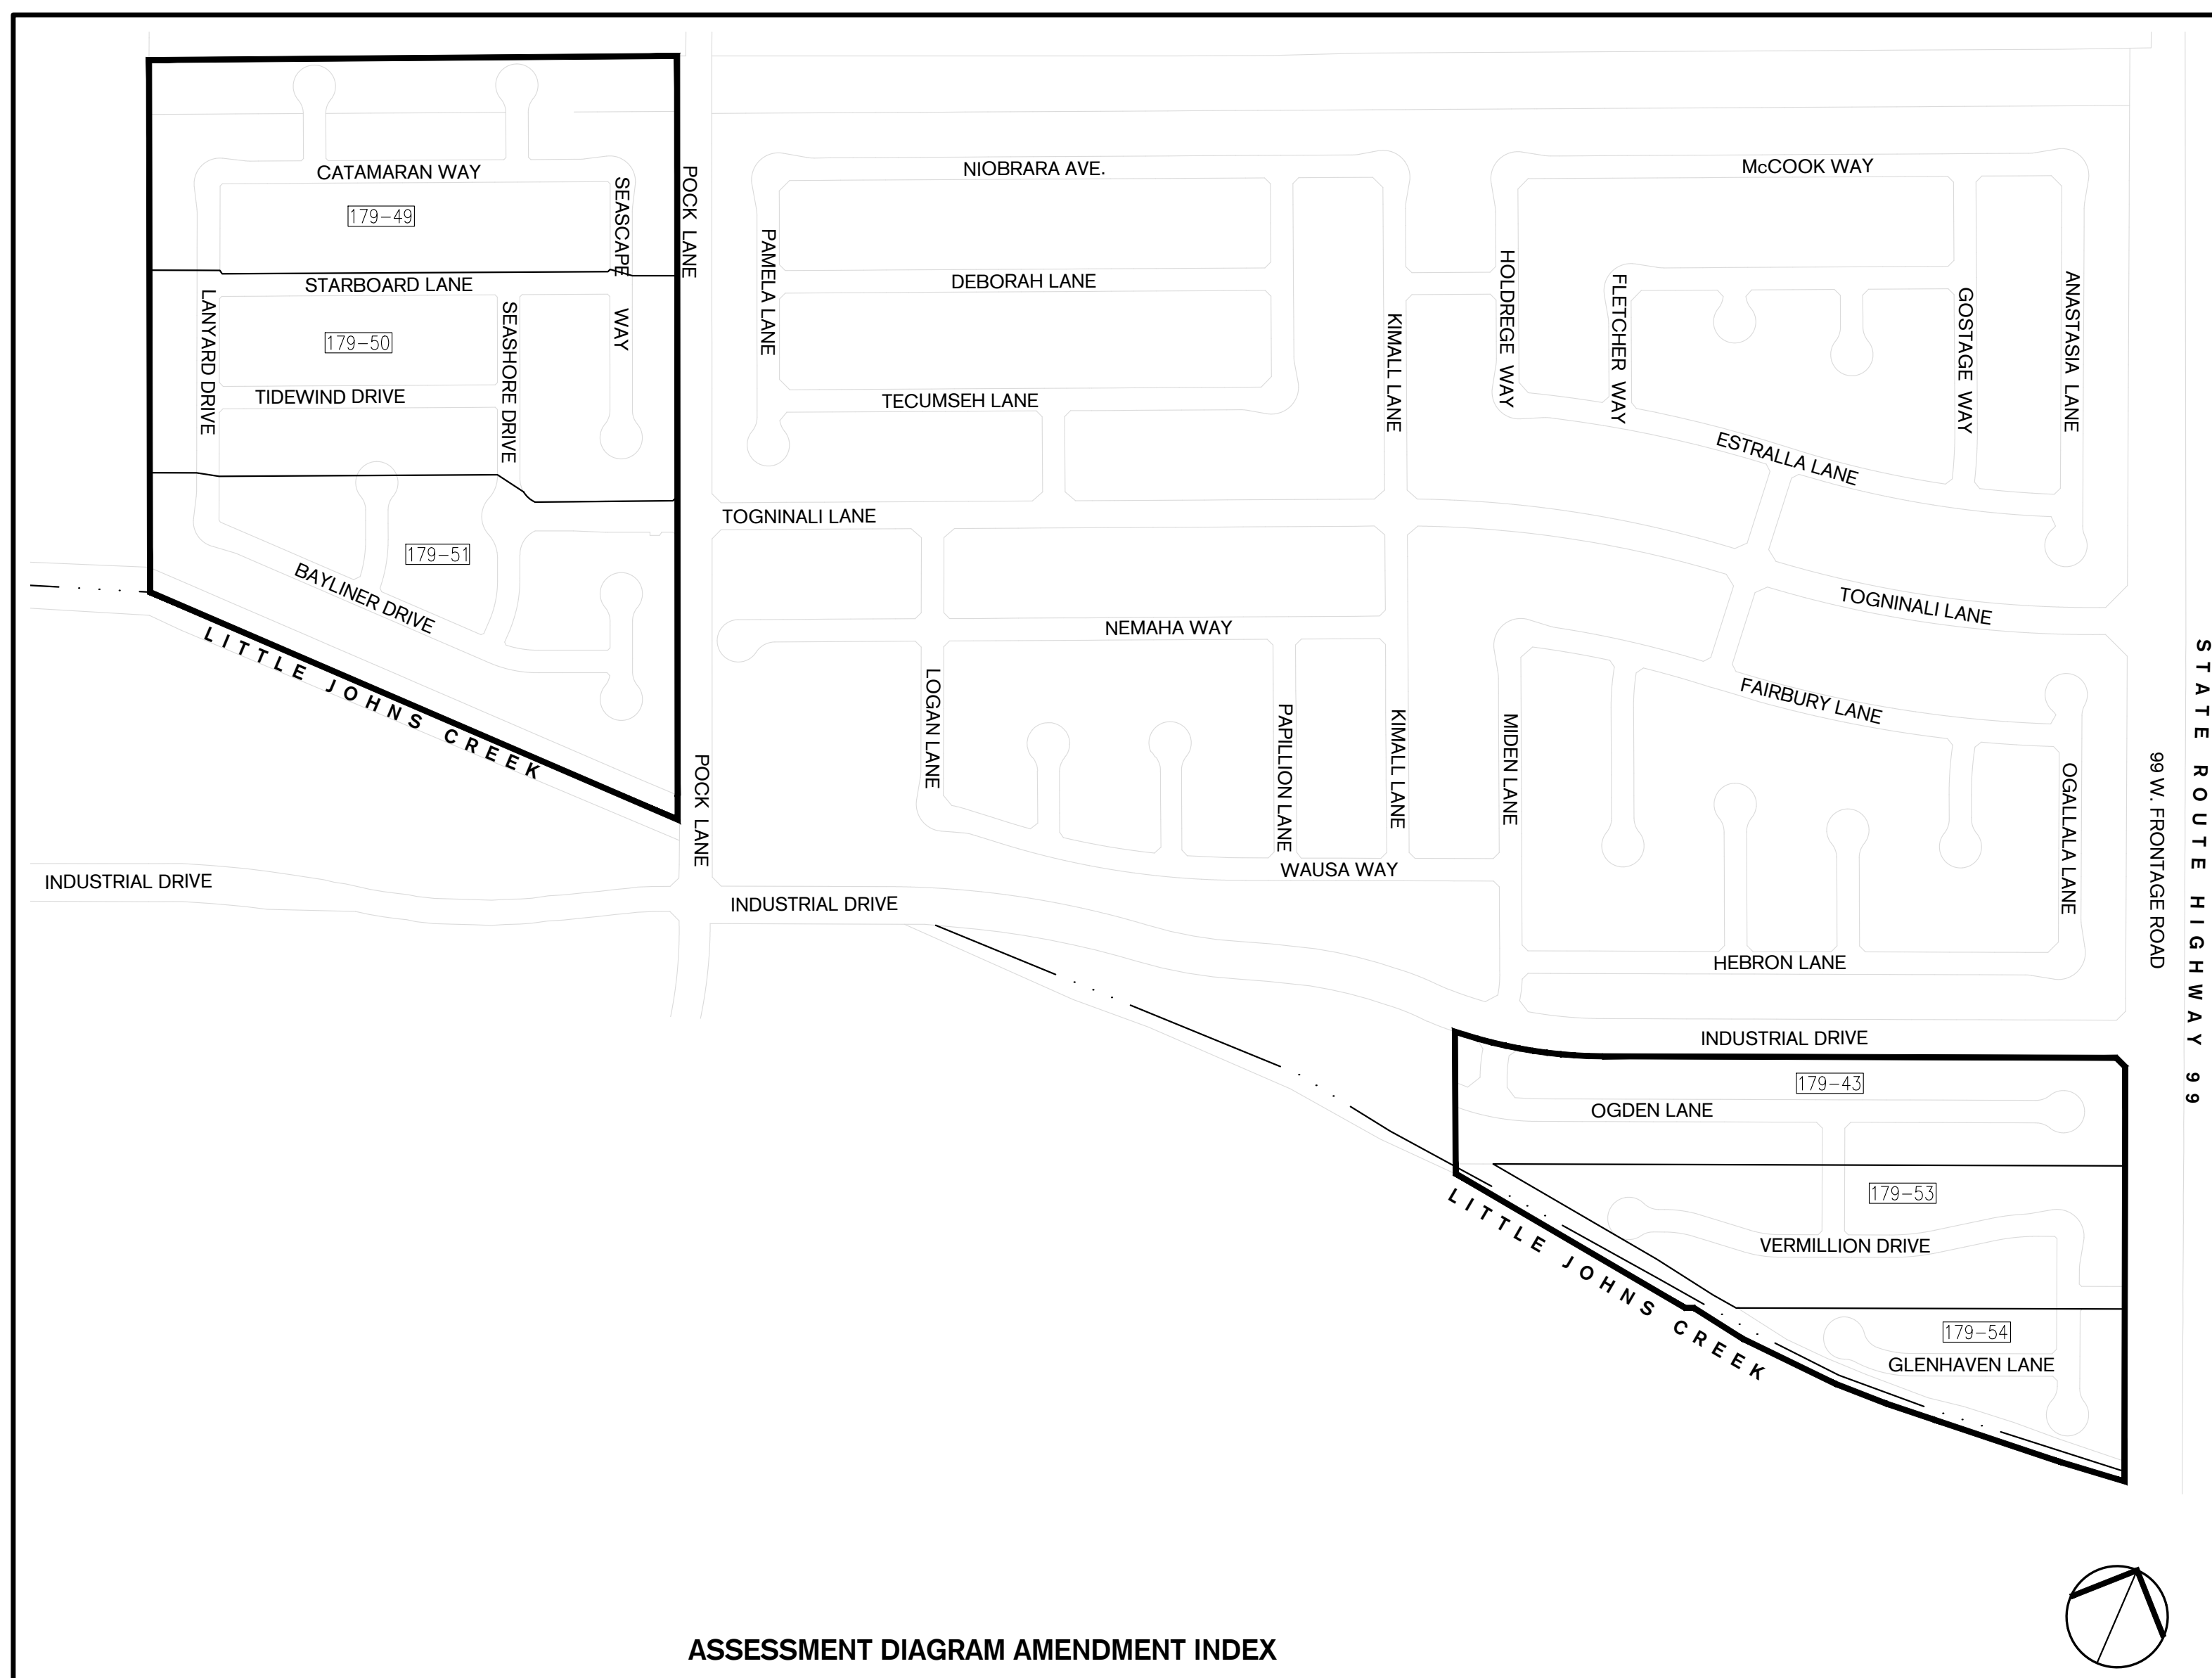 CATAMARAN WAY
179-49
SEASCAPE WAY
POCK LANE
STARBOARD LANE
LANYARD DRIVE
179-50
SEASHORE DRIVE
TIDEWIND DRIVE
179-51
BAYLINER DRIVE
LITTLE JOHNS CREEK
POCK LANE
INDUSTRIAL DRIVE
INDUSTRIAL DRIVE
NIOBRARA AVE.
PAMELA LANE
DEBORAH LANE
TECUMSEH LANE
KIMALL LANE
TOGNINALI LANE
NEMAHA WAY
LOGAN LANE
PAPILLION LANE
KIMALL LANE
WAUSA WAY
McCOOK WAY
HOLDREGE WAY
FLETCHER WAY
GOSTAGE WAY
ANASTASIA LANE
ESTRALLA LANE
TOGNINALI LANE
FAIRBURY LANE
MIDEN LANE
OGALLALA LANE
HEBRON LANE
99 W. FRONTAGE ROAD
STATE ROUTE HIGHWAY 99
INDUSTRIAL DRIVE
179-43
OGDEN LANE
179-53
VERMILLION DRIVE
179-54
GLENHAVEN LANE
LITTLE JOHNS CREEK
ASSESSMENT DIAGRAM AMENDMENT INDEX